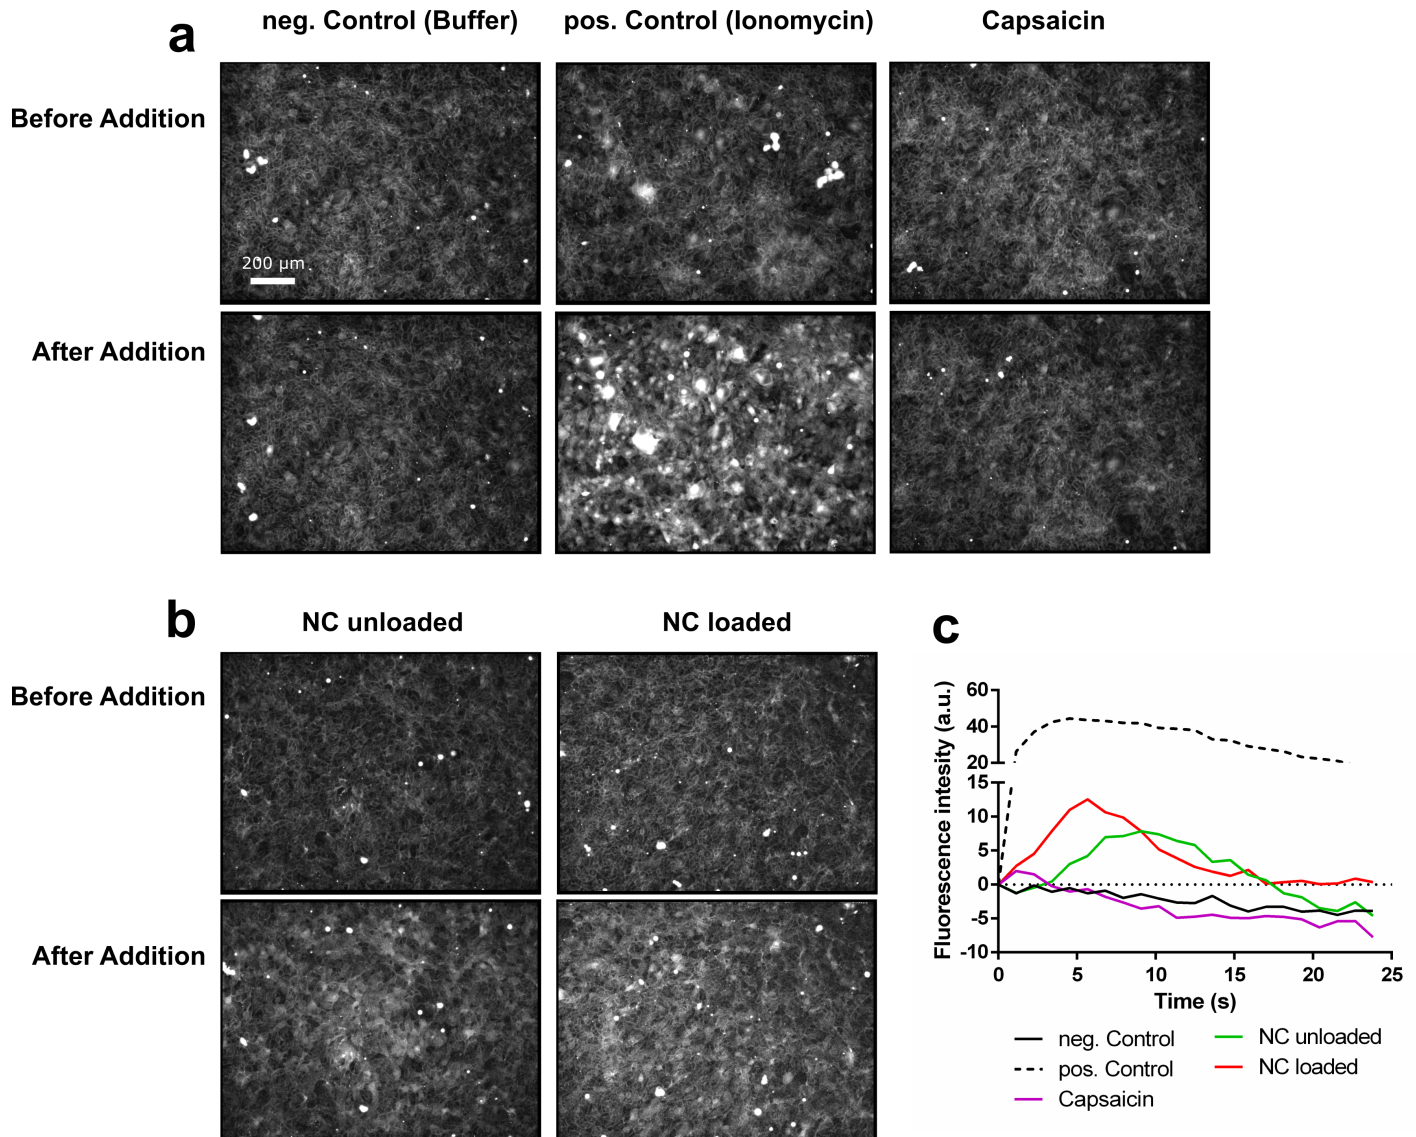 a
neg. Control (Buffer)
pos. Control (Ionomycin)
Capsaicin
Before Addition
200 µm
After Addition
b
NC unloaded
NC loaded
Before Addition
After Addition
c
Fluorescence intesity (a.u.)
60
40
20
15
10
5
0
-5
-10
0
5
10
15
20
25
Time (s)
neg. Control
pos. Control
Capsaicin
NC unloaded
NC loaded